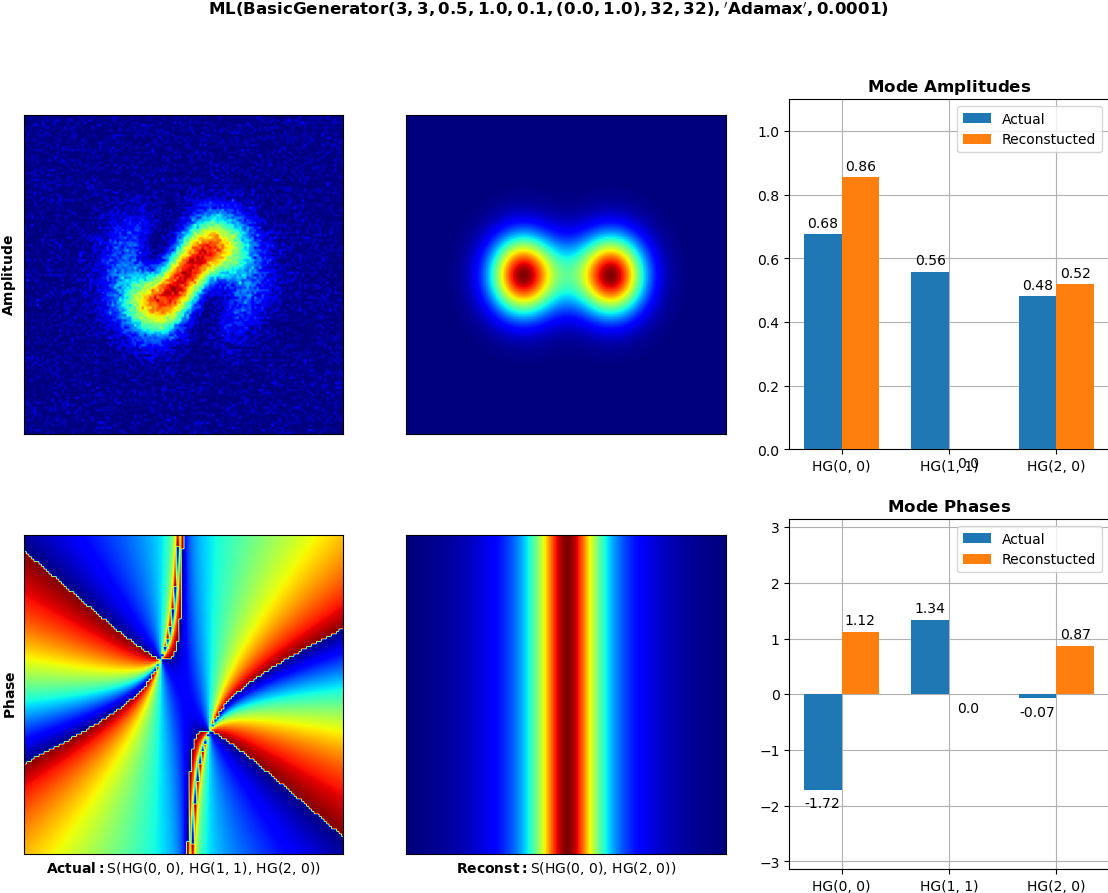 ML(BasicGenerator(3, 3, 0.5, 1.0, 0.1, (0.0, 1.0), 32, 32), ′Adamax′, 0.0001)
Amplitude
Mode Amplitudes
Actual
Reconstucted
1.0
0.8
0.6
0.4
0.2
0.0
0.68
0.86
0.56
0.0
0.48
0.52
HG(0, 0)
HG(1, 1)
HG(2, 0)
Phase
Actual: S(HG(0, 0), HG(1, 1), HG(2, 0))
Reconst: S(HG(0, 0), HG(2, 0))
Mode Phases
Actual
Reconstucted
3
2
1
0
−1
−2
−3
-1.72
1.12
1.34
0.0
-0.07
0.87
HG(0, 0)
HG(1, 1)
HG(2, 0)